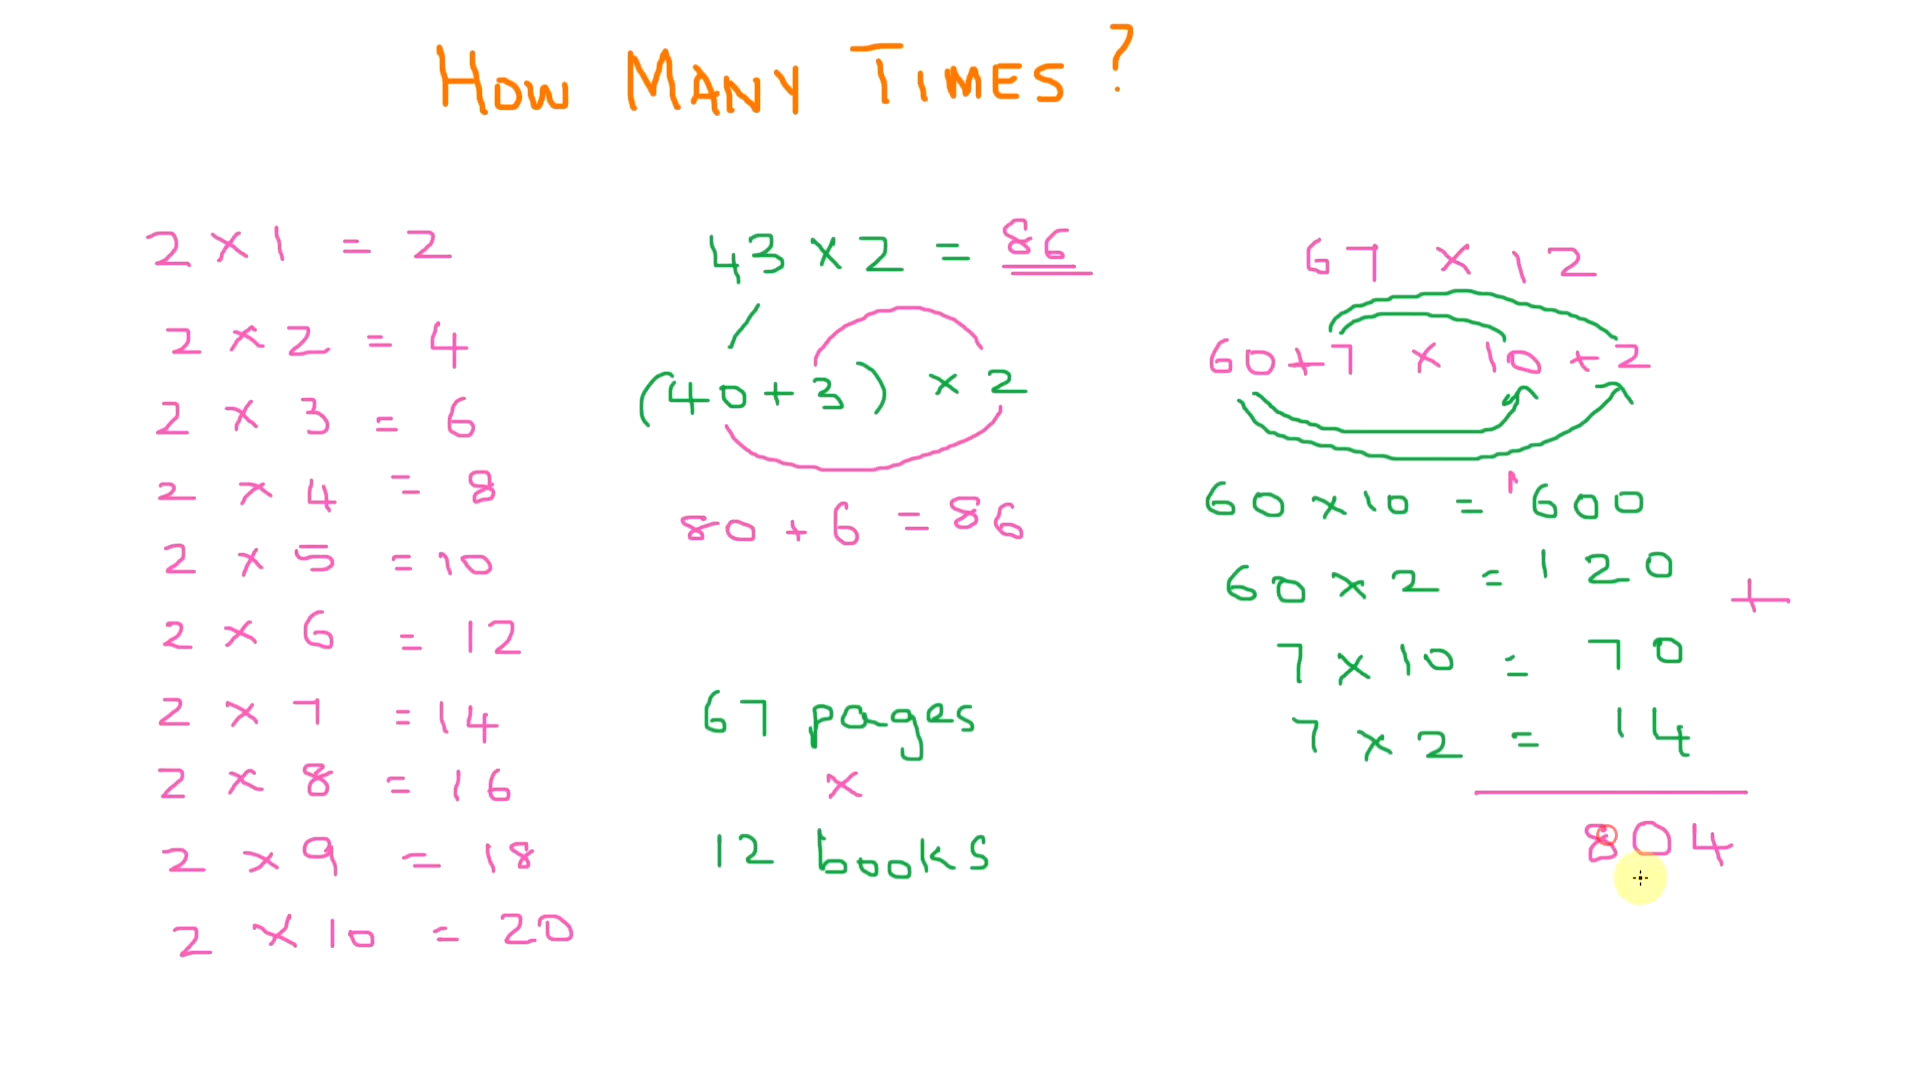 HOW MANY TIMES ?
2 × 1 = 2
2 × 2 = 4
2 × 3 = 6
2 × 4 = 8
2 × 5 = 10
2 × 6 = 12
2 × 7 = 14
2 × 8 = 16
2 × 9 = 18
2 × 10 = 20
43 × 2 = 86
(40 + 3) × 2
80 + 6 = 86
67 pages
×
12 books
67 × 12
60 + 7 × 10 + 2
1
60 × 10 = 600
60 × 2 = 120
+
7 × 10 = 70
7 × 2 = 14
804